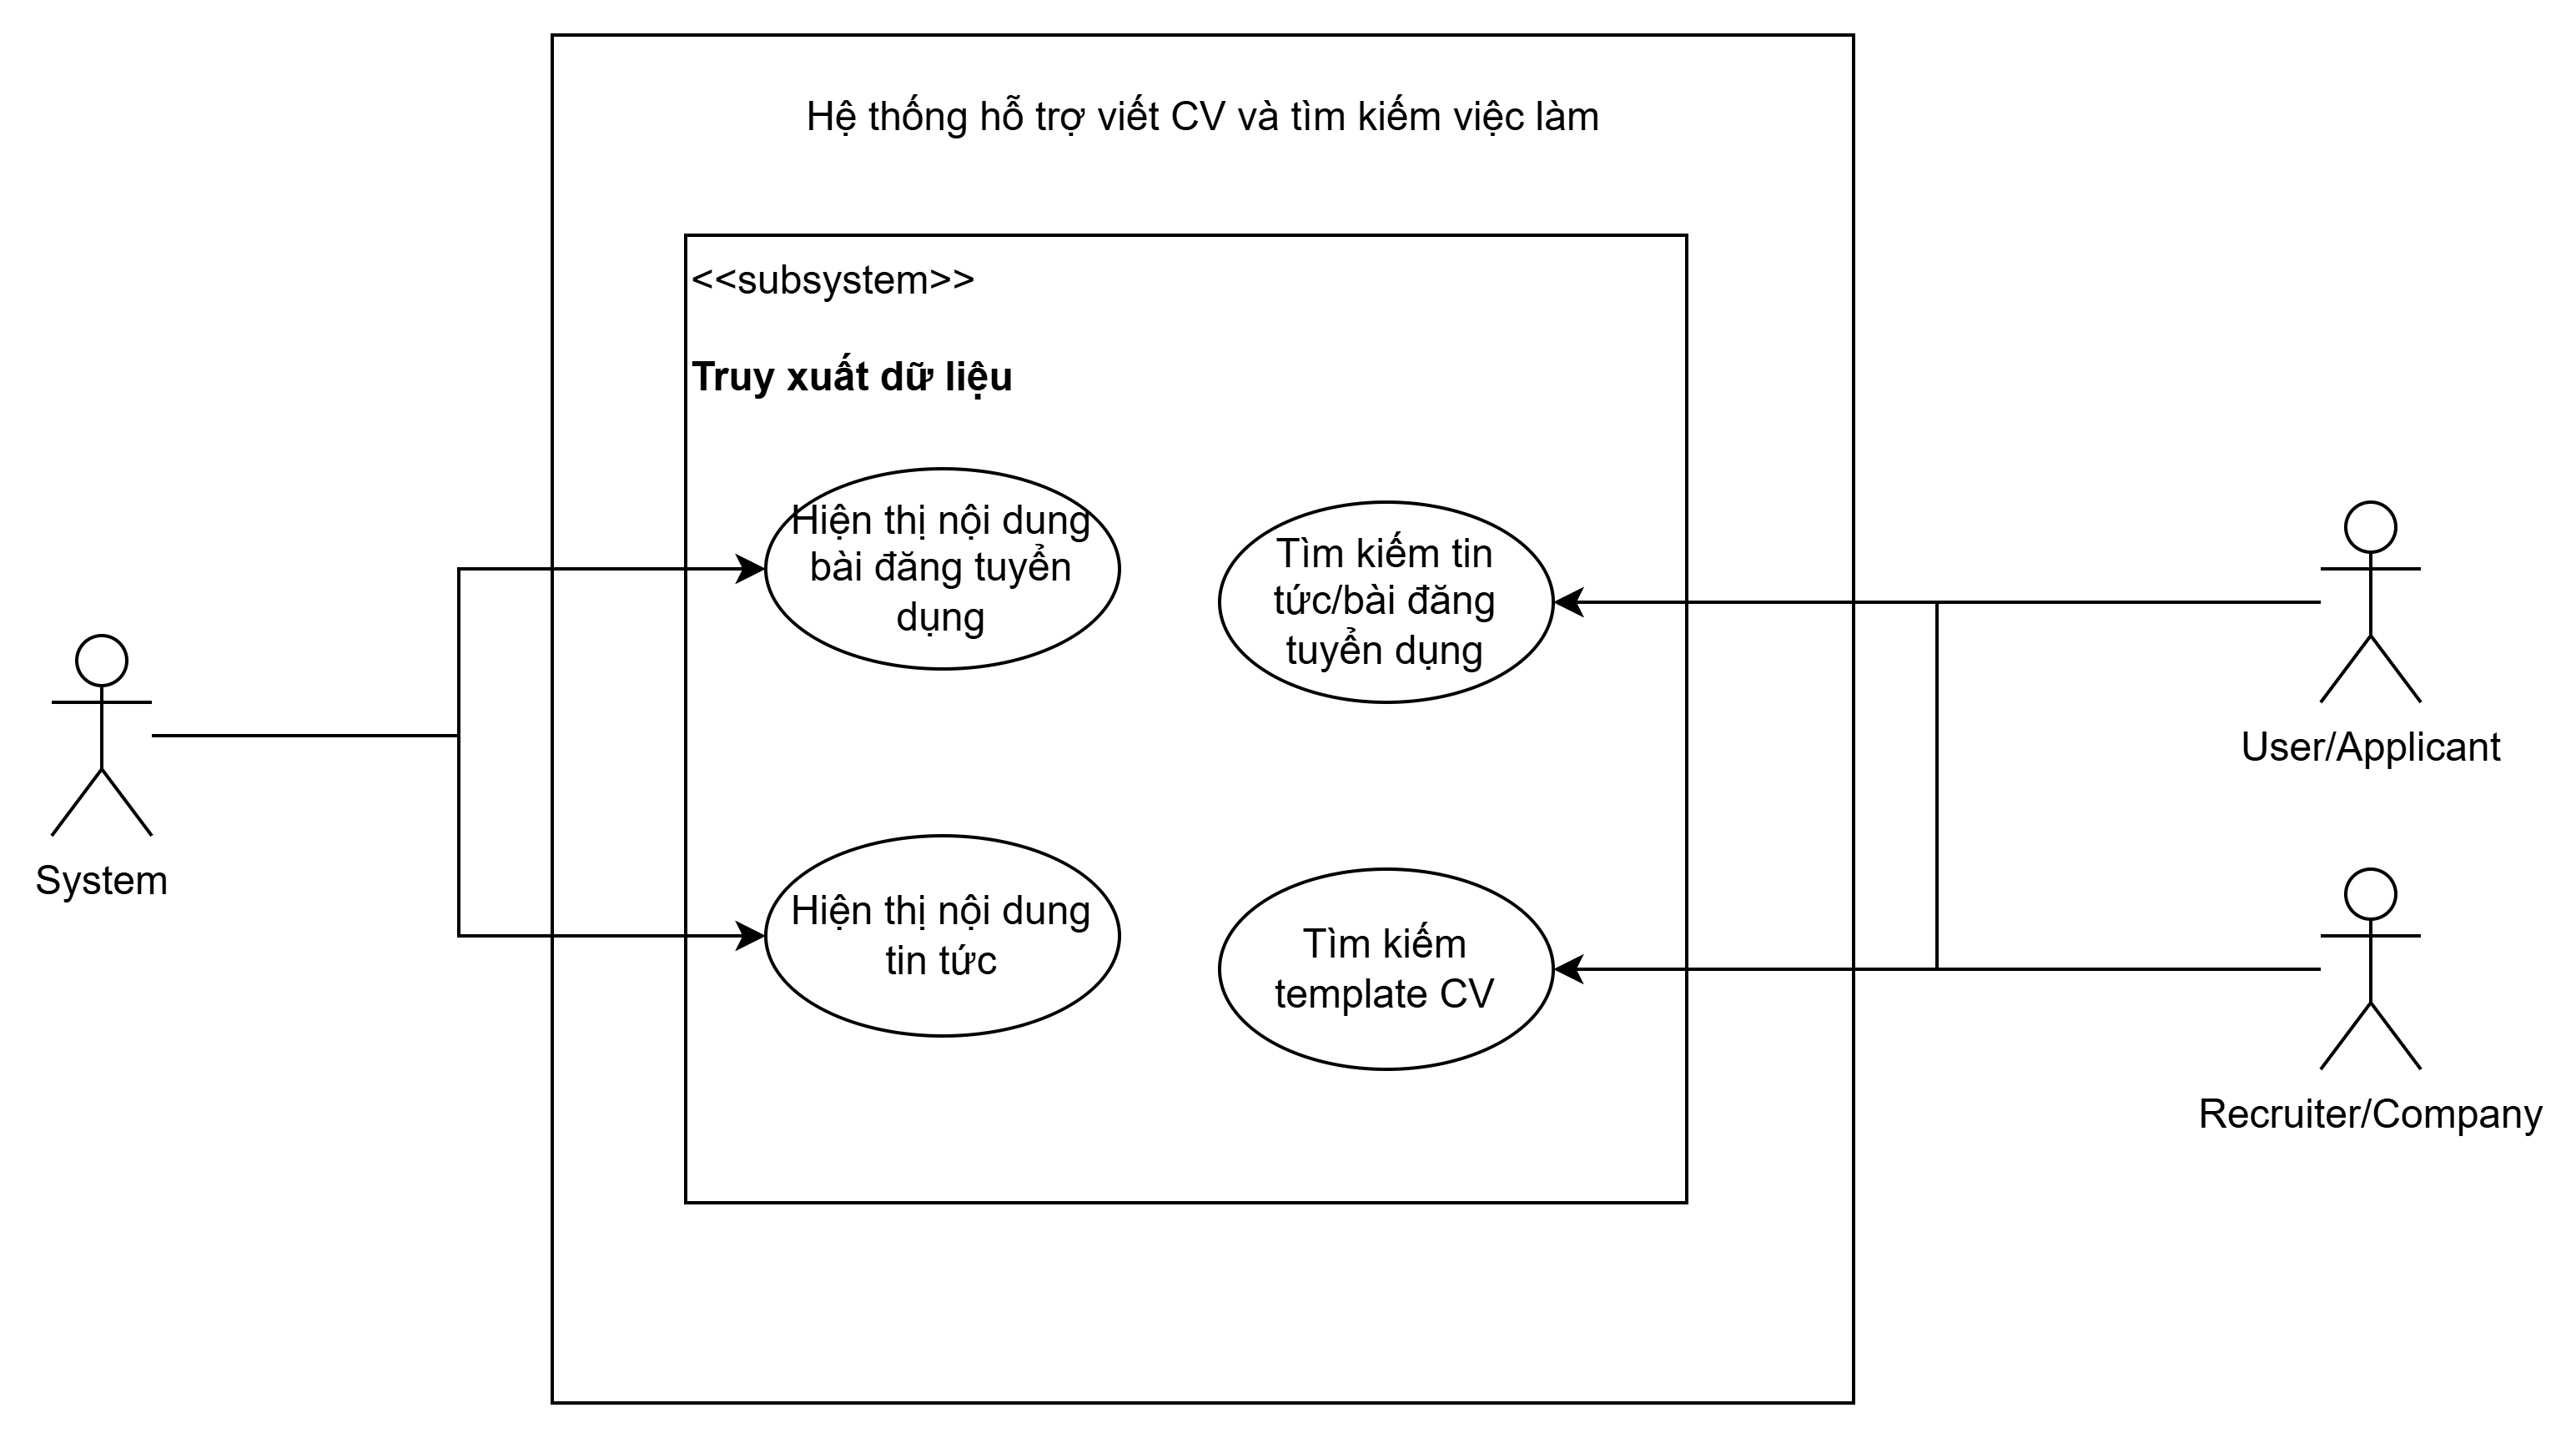 Hệ thống hỗ trợ viết CV và tìm kiếm việc làm
<<subsystem>>
Truy xuất dữ liệu
Hiện thị nội dung
bài đăng tuyển
dụng
Tìm kiếm tin
tức/bài đăng
tuyển dụng
Hiện thị nội dung
tin tức
Tìm kiếm
template CV
System
User/Applicant
Recruiter/Company